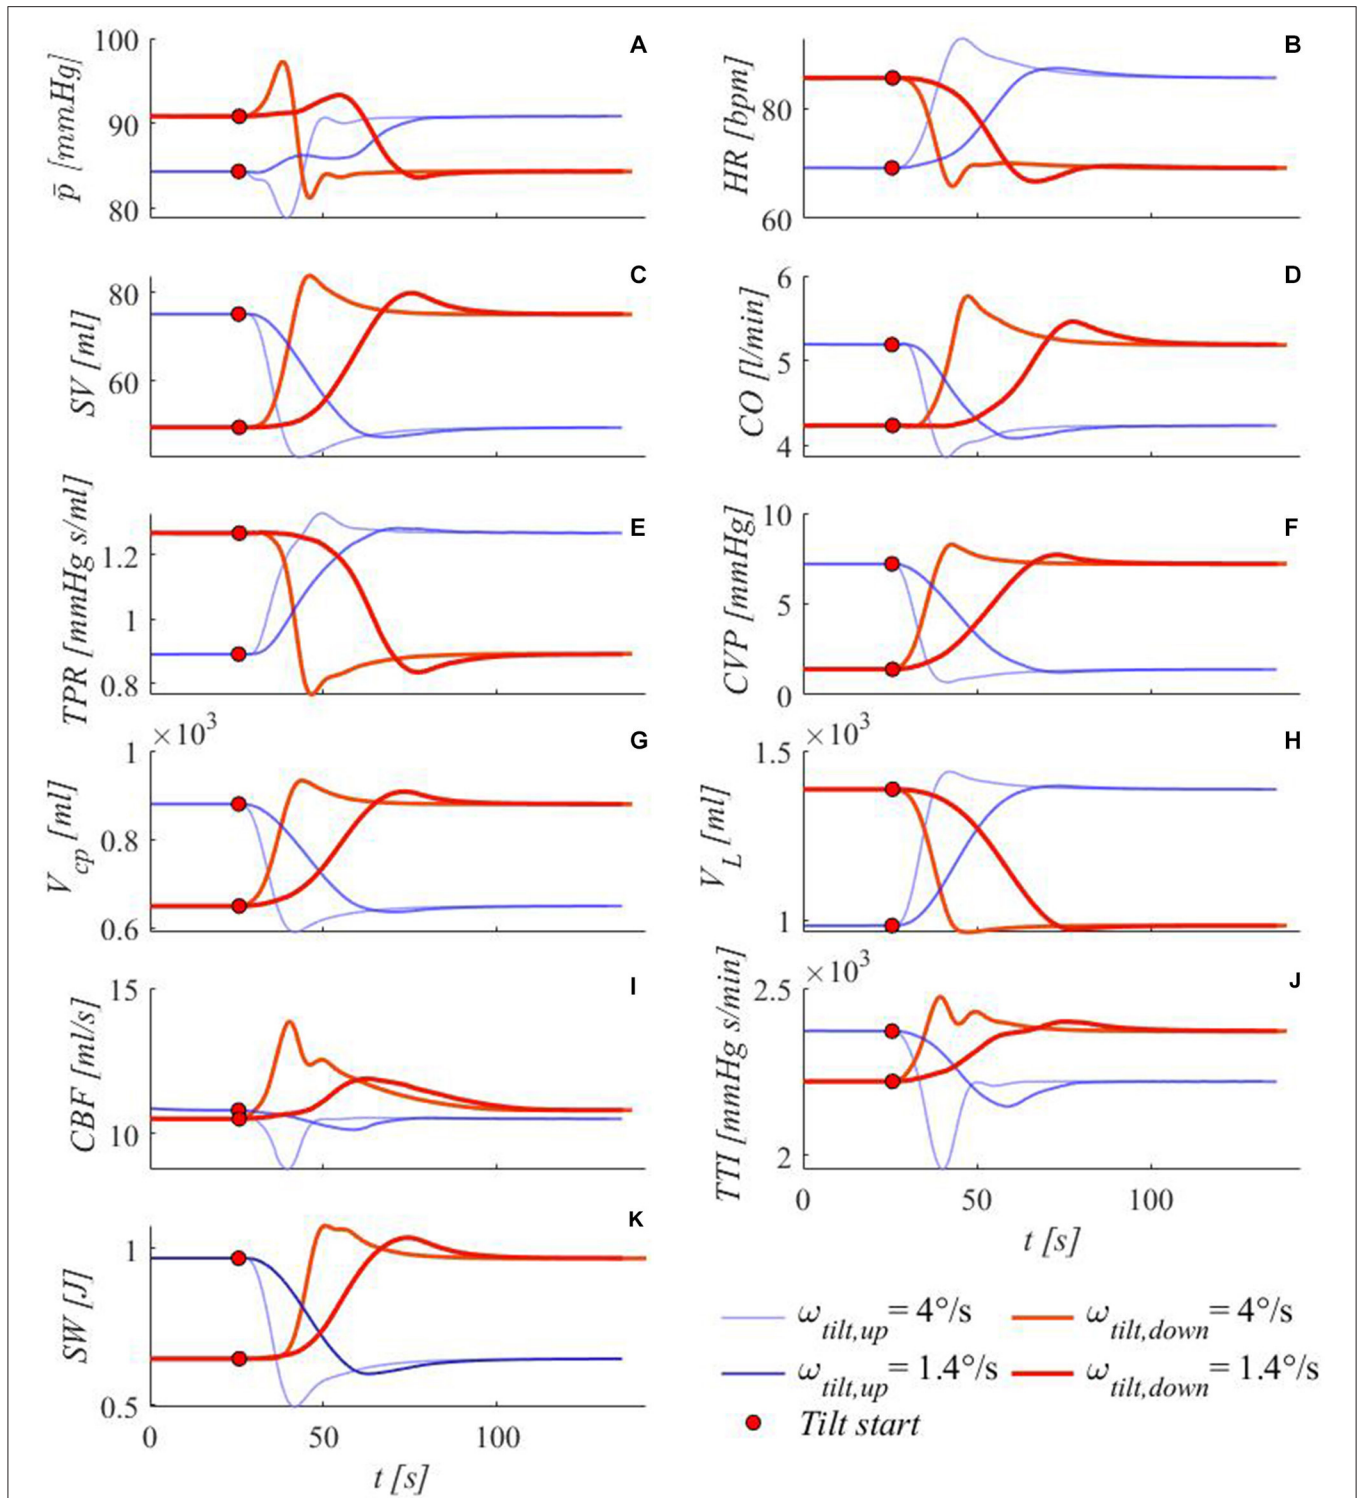 A
100
90
80
p̄ [mmHg]
0
50
100
B
80
60
HR [bpm]
C
80
60
SV [ml]
D
6
5
4
CO [l/min]
E
1.2
1
0.8
TPR [mmHg s/ml]
F
10
5
0
CVP [mmHg]
G
×10³
1
0.8
0.6
V_cp [ml]
H
×10³
1.5
1
V_L [ml]
I
15
10
CBF [ml/s]
J
×10³
2.5
2
TTI [mmHg s/min]
0
50
100
t [s]
K
1
0.5
SW [J]
0
50
100
t [s]
ω_tilt,up = 4°/s
ω_tilt,down = 4°/s
ω_tilt,up = 1.4°/s
ω_tilt,down = 1.4°/s
Tilt start